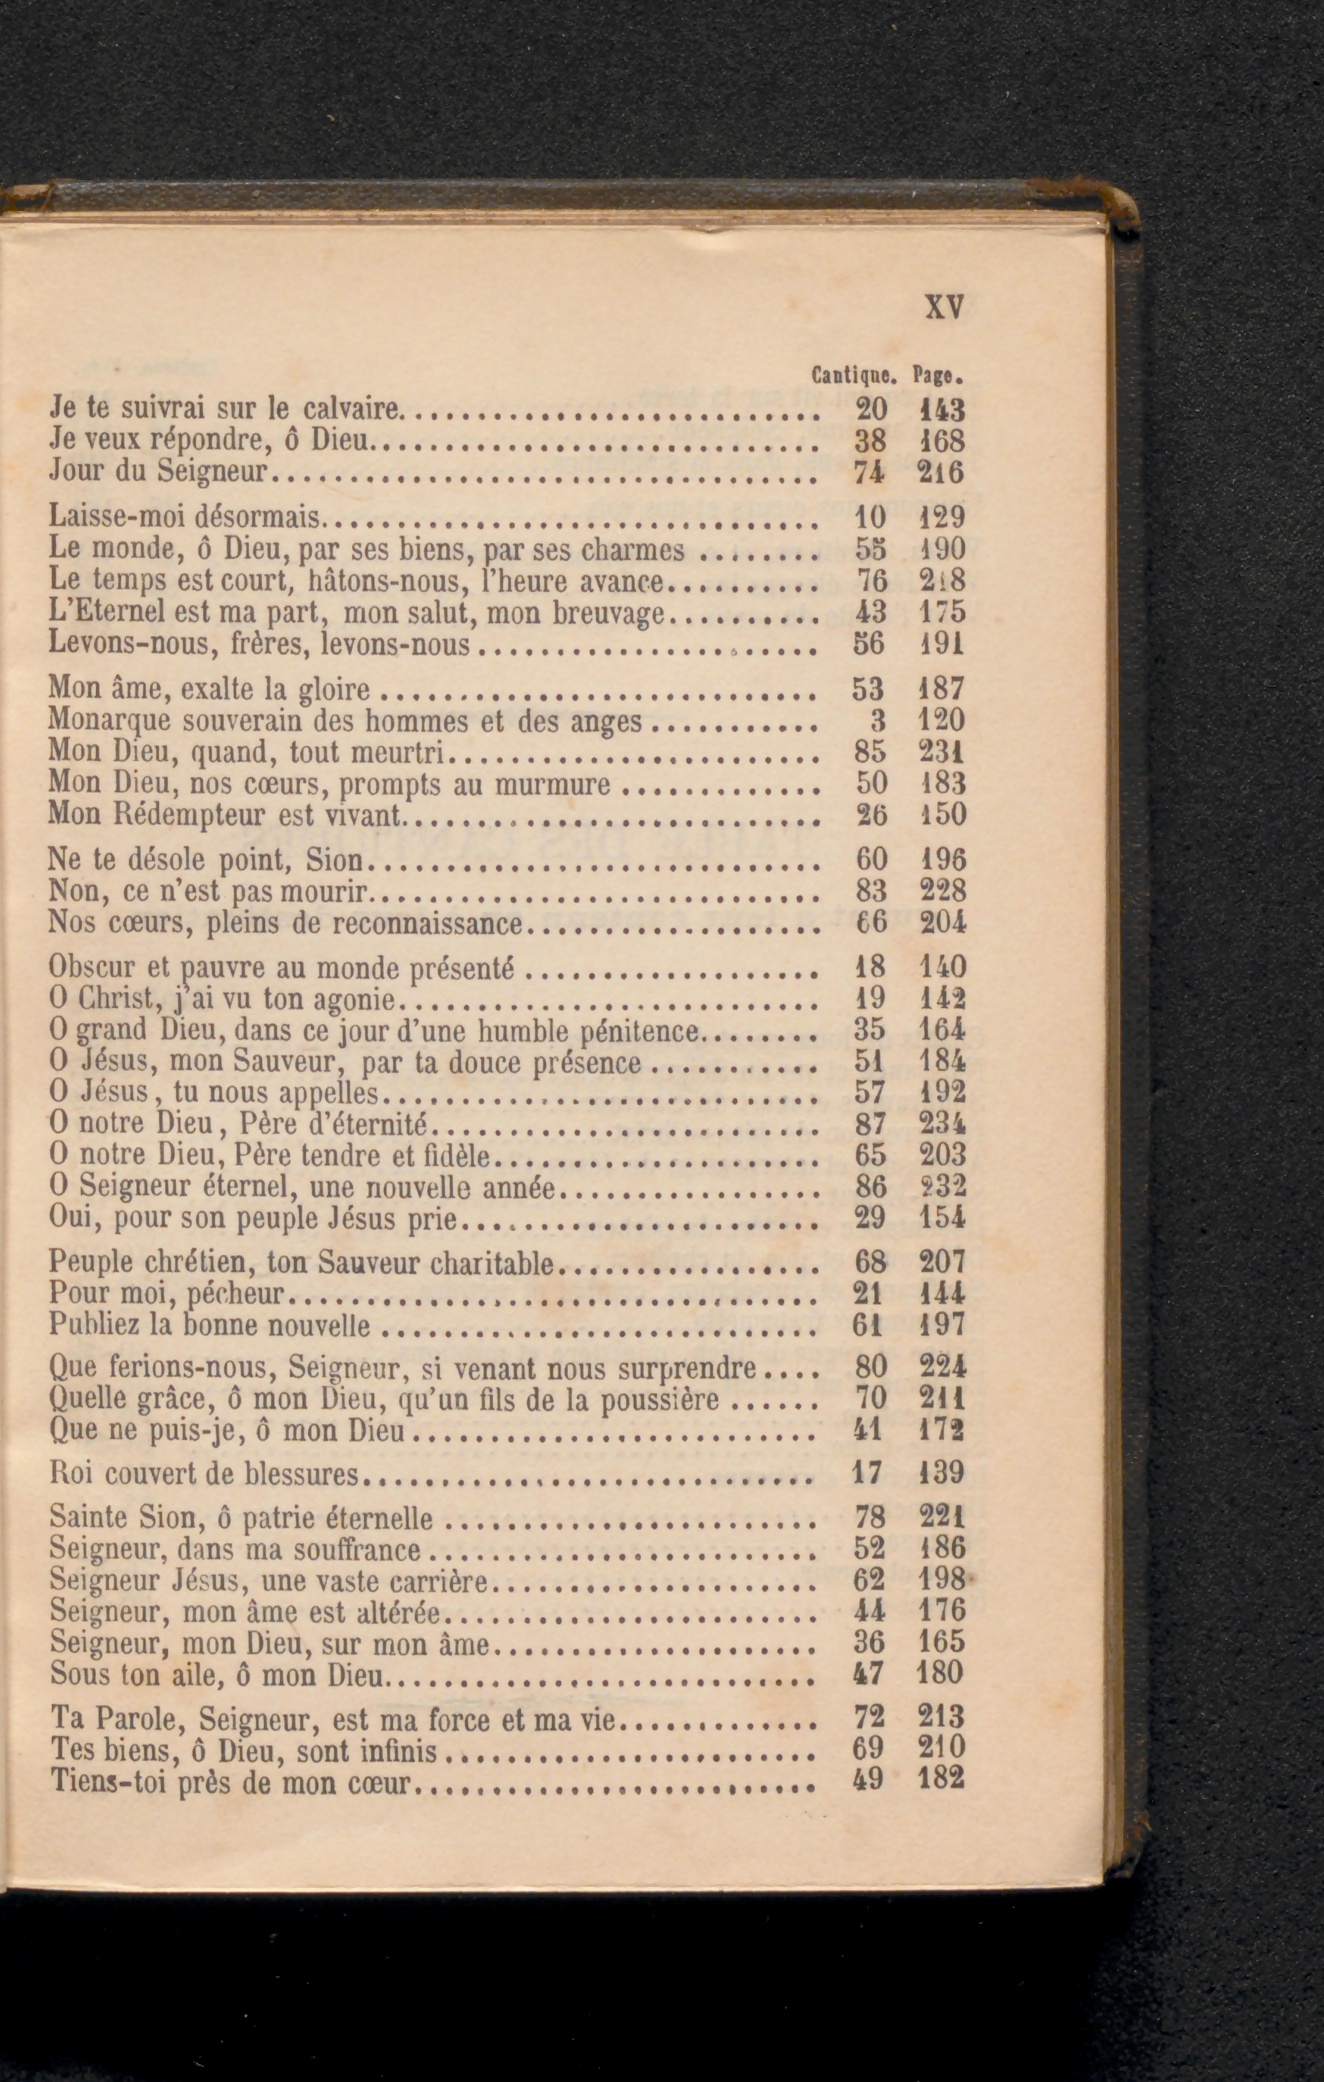 XV
Cantique. Page.
Je te suivrai sur le calvaire. .......................... 20 143
Je veux répondre, ô Dieu............................. 38 168
Jour du Seigneur................................... 74 216
Laisse-moi désormais................................ 10 129
Le monde, ô Dieu, par ses biens, par ses charmes ........ 55 190
Le temps est court, hâtons-nous, l'heure avance.......... 76 218
L'Eternel est ma part, mon salut, mon breuvage.......... 43 175
Levons-nous, frères, levons-nous ...................... 56 191
Mon âme, exalte la gloire ............................ 53 187
Monarque souverain des hommes et des anges ........... 3 120
Mon Dieu, quand, tout meurtri........................ 85 231
Mon Dieu, nos cœurs, prompts au murmure ............. 50 183
Mon Rédempteur est vivant........................... 26 150
Ne te désole point, Sion............................. 60 196
Non, ce n'est pas mourir............................. 83 228
Nos cœurs, pleins de reconnaissance................... 66 204
Obscur et pauvre au monde présenté ................... 18 140
O Christ, j'ai vu ton agonie........................... 19 142
O grand Dieu, dans ce jour d'une humble pénitence........ 35 164
O Jésus, mon Sauveur, par ta douce présence ........... 51 184
O Jésus, tu nous appelles............................ 57 192
O notre Dieu, Père d'éternité......................... 87 234
O notre Dieu, Père tendre et fidèle..................... 65 203
O Seigneur éternel, une nouvelle année................. 86 232
Oui, pour son peuple Jésus prie....................... 29 154
Peuple chrétien, ton Sauveur charitable................. 68 207
Pour moi, pécheur.................................. 21 144
Publiez la bonne nouvelle ............................ 61 197
Que ferions-nous, Seigneur, si venant nous surprendre .... 80 224
Quelle grâce, ô mon Dieu, qu'un fils de la poussière ...... 70 211
Que ne puis-je, ô mon Dieu .......................... 41 172
Roi couvert de blessures............................. 17 139
Sainte Sion, ô patrie éternelle ........................ 78 221
Seigneur, dans ma souffrance ......................... 52 186
Seigneur Jésus, une vaste carrière..................... 62 198
Seigneur, mon âme est altérée........................ 44 176
Seigneur, mon Dieu, sur mon âme..................... 36 165
Sous ton aile, ô mon Dieu............................ 47 180
Ta Parole, Seigneur, est ma force et ma vie............. 72 213
Tes biens, ô Dieu, sont infinis ........................ 69 210
Tiens-toi près de mon cœur.......................... 49 182